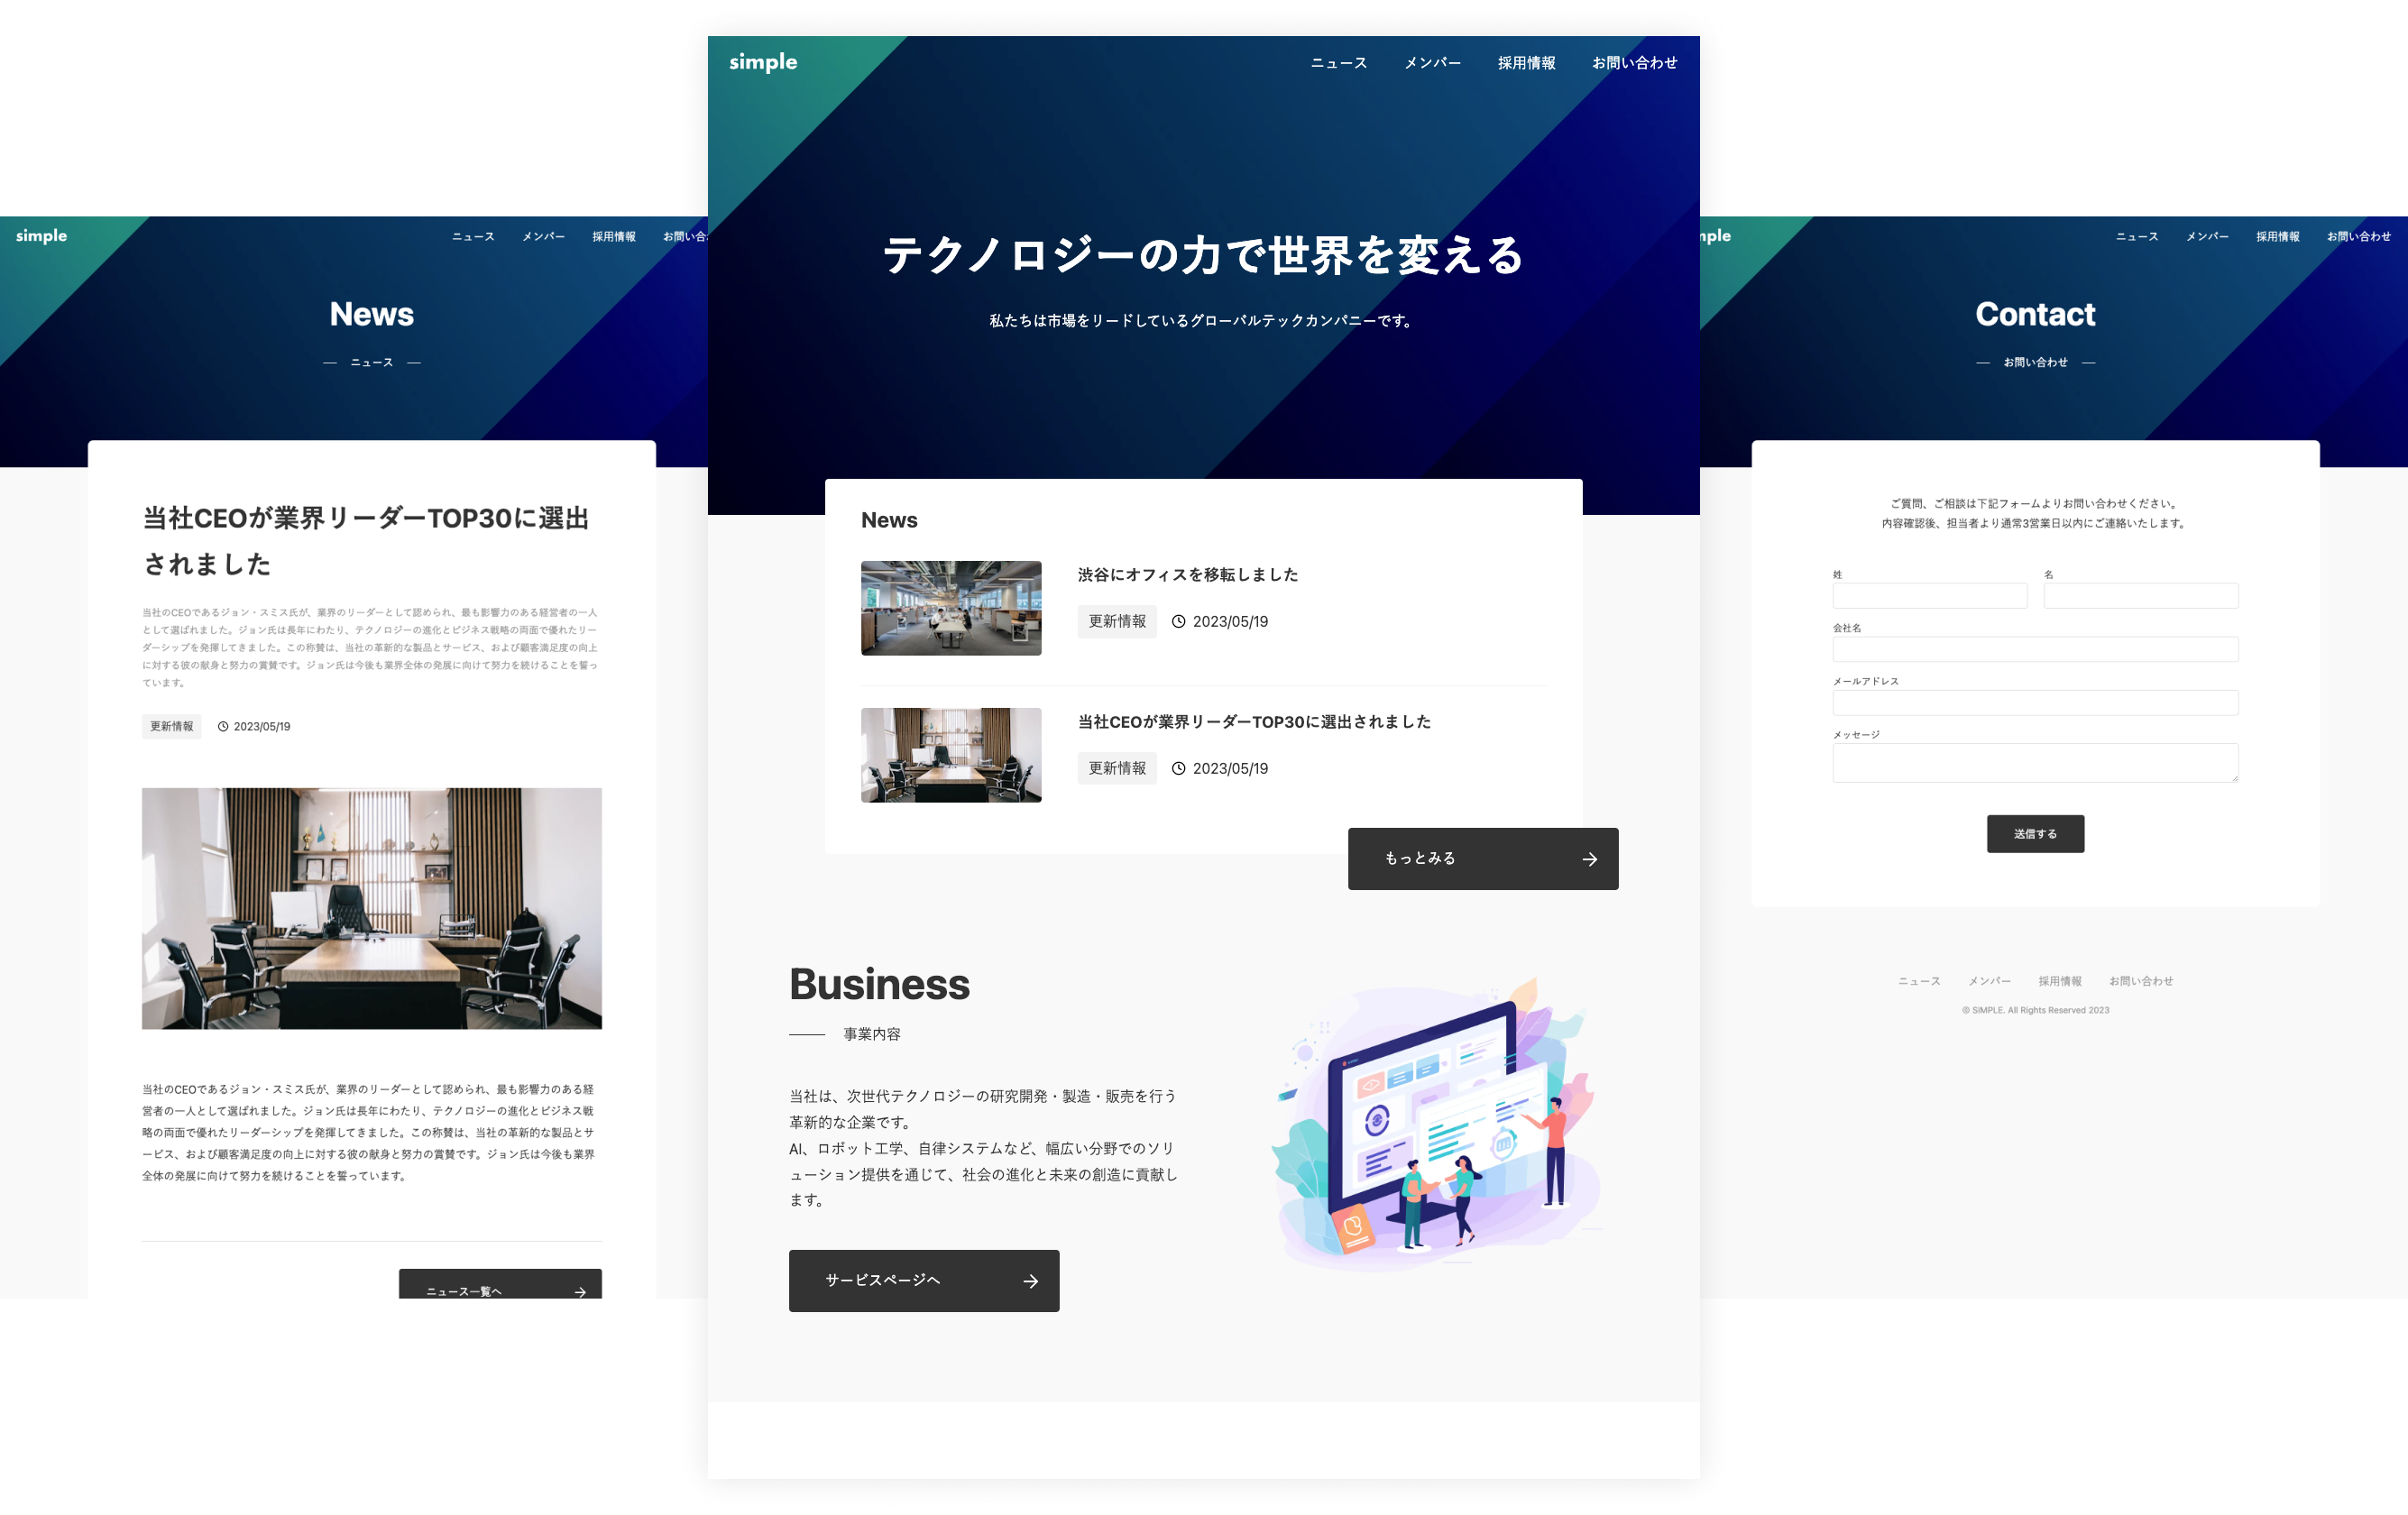 simple
ニュース メンバー 採用情報 お問い合
News
ニュース
当社CEOが業界リーダーTOP30に選出
されました
当社のCEOであるジョン・スミス氏が、業界のリーダーとして認められ、最も影響力のある経営者の一人
として選ばれました。ジョン氏は長年にわたり、テクノロジーの進化とビジネス戦略の両面で優れたリー
ダーシップを発揮してきました。この称賛は、当社の革新的な製品とサービス、および顧客満足度の向上
に対する彼の献身と努力の賞賛です。ジョン氏は今後も業界全体の発展に向けて努力を続けることを誓っ
ています。
更新情報 2023/05/19
当社のCEOであるジョン・スミス氏が、業界のリーダーとして認められ、最も影響力のある経
営者の一人として選ばれました。ジョン氏は長年にわたり、テクノロジーの進化とビジネス戦
略の両面で優れたリーダーシップを発揮してきました。この称賛は、当社の革新的な製品とサ
ービス、および顧客満足度の向上に対する彼の献身と努力の賞賛です。ジョン氏は今後も業界
全体の発展に向けて努力を続けることを誓っています。
ニュース一覧へ
simple
ニュース メンバー 採用情報 お問い合わせ
テクノロジーの力で世界を変える
私たちは市場をリードしているグローバルテックカンパニーです。
News
渋谷にオフィスを移転しました
更新情報 2023/05/19
当社CEOが業界リーダーTOP30に選出されました
更新情報 2023/05/19
もっとみる
Business
事業内容
当社は、次世代テクノロジーの研究開発・製造・販売を行う
革新的な企業です。
AI、ロボット工学、自律システムなど、幅広い分野でのソリ
ューション提供を通じて、社会の進化と未来の創造に貢献し
ます。
サービスページへ
mple
ニュース メンバー 採用情報 お問い合わせ
Contact
お問い合わせ
ご質問、ご相談は下記フォームよりお問い合わせください。
内容確認後、担当者より通常3営業日以内にご連絡いたします。
姓 名
会社名
メールアドレス
メッセージ
送信する
ニュース メンバー 採用情報 お問い合わせ
© SIMPLE. All Rights Reserved 2023